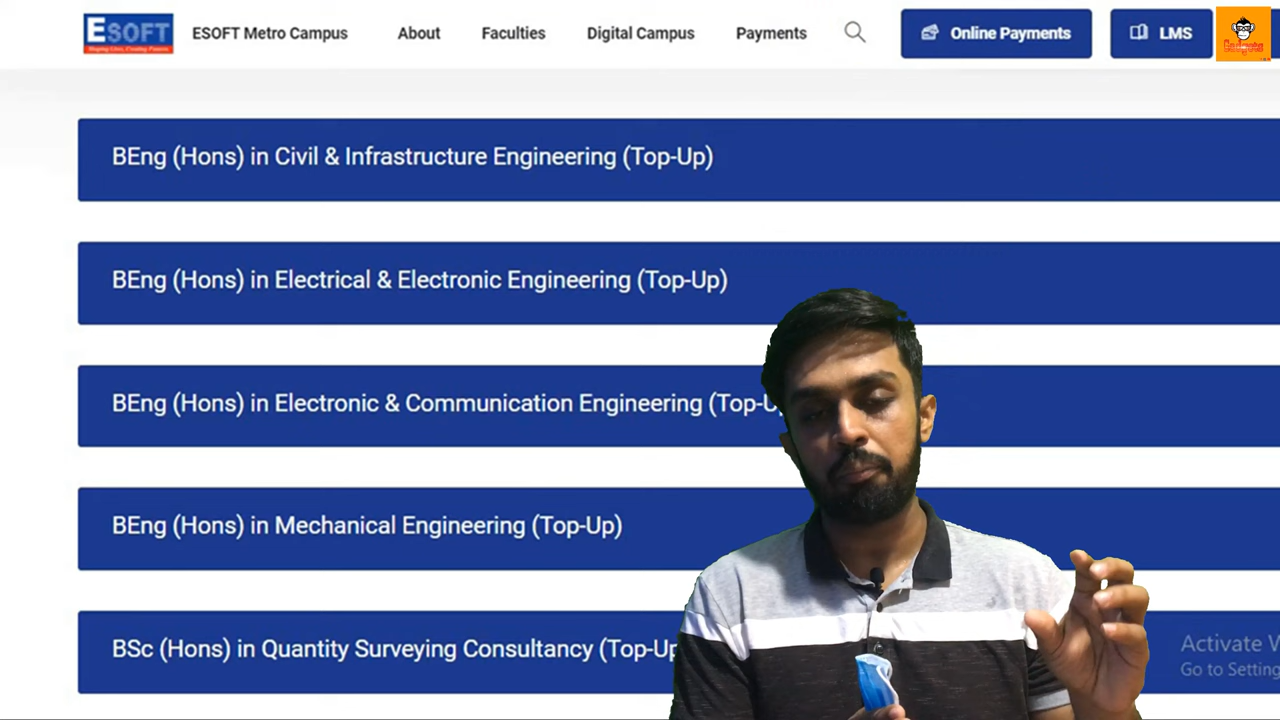 ESOFT
ESOFT Metro Campus
About
Faculties
Digital Campus
Payments
Online Payments
LMS
Gadgets
BEng (Hons) in Civil & Infrastructure Engineering (Top-Up)
BEng (Hons) in Electrical & Electronic Engineering (Top-Up)
BEng (Hons) in Electronic & Communication Engineering (Top-U
BEng (Hons) in Mechanical Engineering (Top-Up)
BSc (Hons) in Quantity Surveying Consultancy (Top-Up
Activate W
Go to Setting